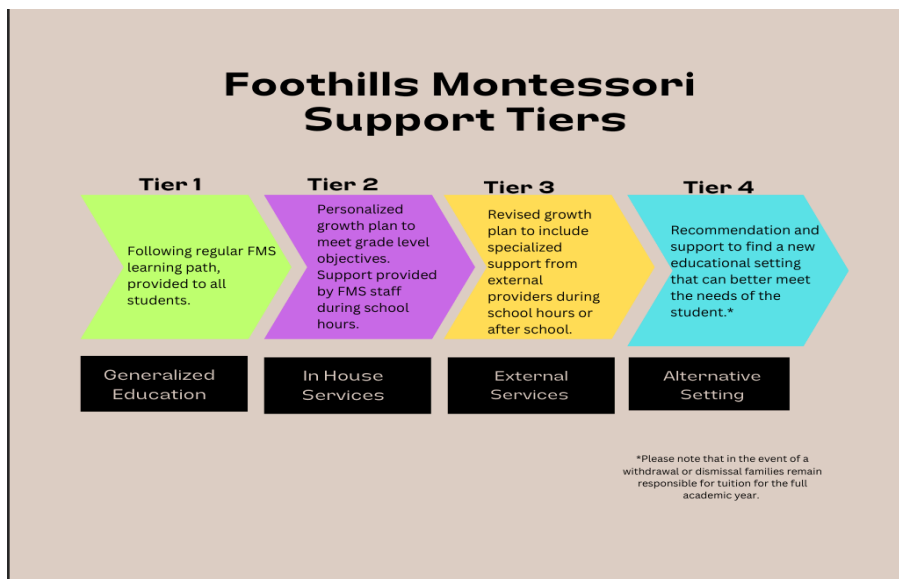 Foothills Montessori
Support Tiers
Tier 1
Following regular FMS
learning path,
provided to all
students.
Generalized
Education
Tier 2
Personalized
growth plan to
meet grade level
objectives.
Support provided
by FMS staff
during school
hours.
In House
Services
Tier 3
Revised growth
plan to include
specialized
support from
external
providers during
school hours or
after school.
External
Services
Tier 4
Recommendation and
support to find a new
educational setting
that can better meet
the needs of the
student.*
Alternative
Setting
*Please note that in the event of a
withdrawal or dismissal families remain
responsible for tuition for the full
academic year.